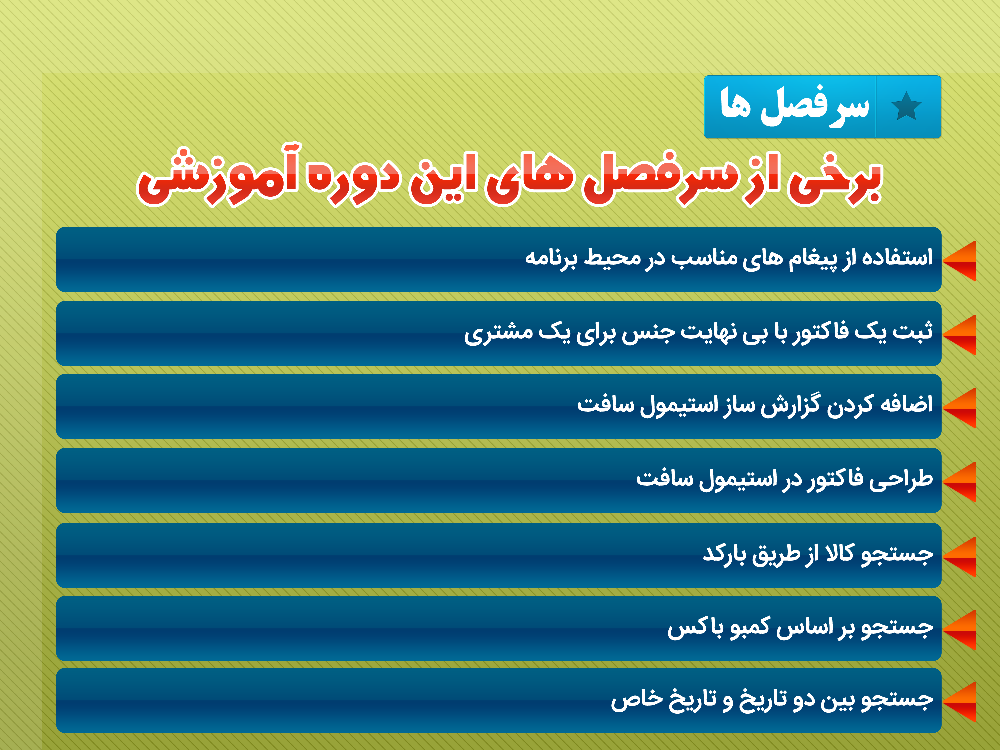 سرفصل ها
برخی از سرفصل های این دوره آموزشی
استفاده از پیغام های مناسب در محیط برنامه
ثبت یک فاکتور با بی نهایت جنس برای یک مشتری
اضافه کردن گزارش ساز استیمول سافت
طراحی فاکتور در استیمول سافت
جستجو کالا از طریق بارکد
جستجو بر اساس کمبو باکس
جستجو بین دو تاریخ و تاریخ خاص